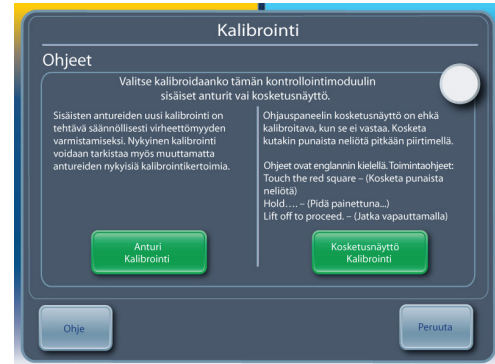 Kalibrointi
Ohjeet
Valitse kalibroidaanko tämän kontrollointimoduulin
sisäiset anturit vai kosketusnäyttö.
Sisäisten antureiden uusi kalibrointi on
tehtävä säännöllisesti virheettömyyden
varmistamiseksi. Nykyinen kalibrointi
voidaan tarkistaa myös muuttamatta
antureiden nykyisiä kalibrointikertoimia.
Ohjauspaneelin kosketusnäyttö on ehkä
kalibroitava, kun se ei vastaa. Kosketa
kutakin punaista neliötä pitkään piirtimellä.
Ohjeet ovat englannin kielellä. Toimintaohjeet:
Touch the red square – (Kosketa punaista
neliötä)
Hold…. – (Pidä painettuna...)
Lift off to proceed. – (Jatka vapauttamalla)
Anturi
Kalibrointi
Kosketusnäyttö
Kalibrointi
Ohje
Peruuta